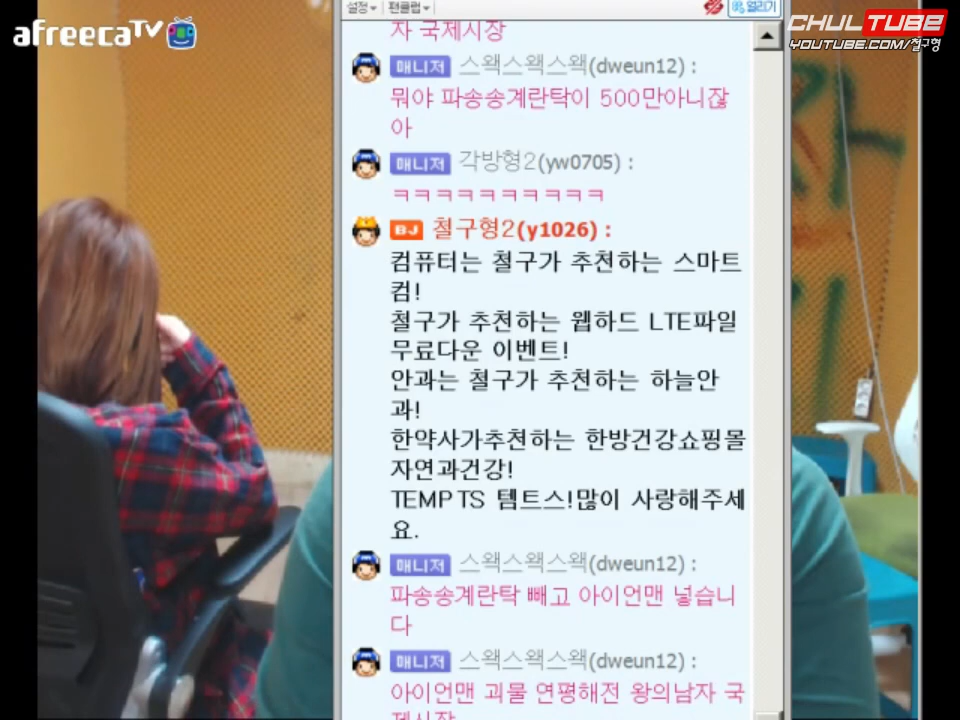 afreecaTV
설정 팬클럽 얼리기
CHULTUBE
YOUTUBE.COM/철구형
자 국제시장
매니저 스왝스왝스왝(dweun12) :
뭐야 파송송계란탁이 500만아니잖
아
매니저 각방형2(yw0705) :
ㅋㅋㅋㅋㅋㅋㅋㅋㅋㅋ
BJ 철구형2(y1026) :
컴퓨터는 철구가 추천하는 스마트
컴!
철구가 추천하는 웹하드 LTE파일
무료다운 이벤트!
안과는 철구가 추천하는 하늘안
과!
한약사가추천하는 한방건강쇼핑몰
자연과건강!
TEMPTS 템트스!많이 사랑해주세
요.
매니저 스왝스왝스왝(dweun12) :
파송송계란탁 빼고 아이언맨 넣습니
다
매니저 스왝스왝스왝(dweun12) :
아이언맨 괴물 연평해전 왕의남자 국
제시장